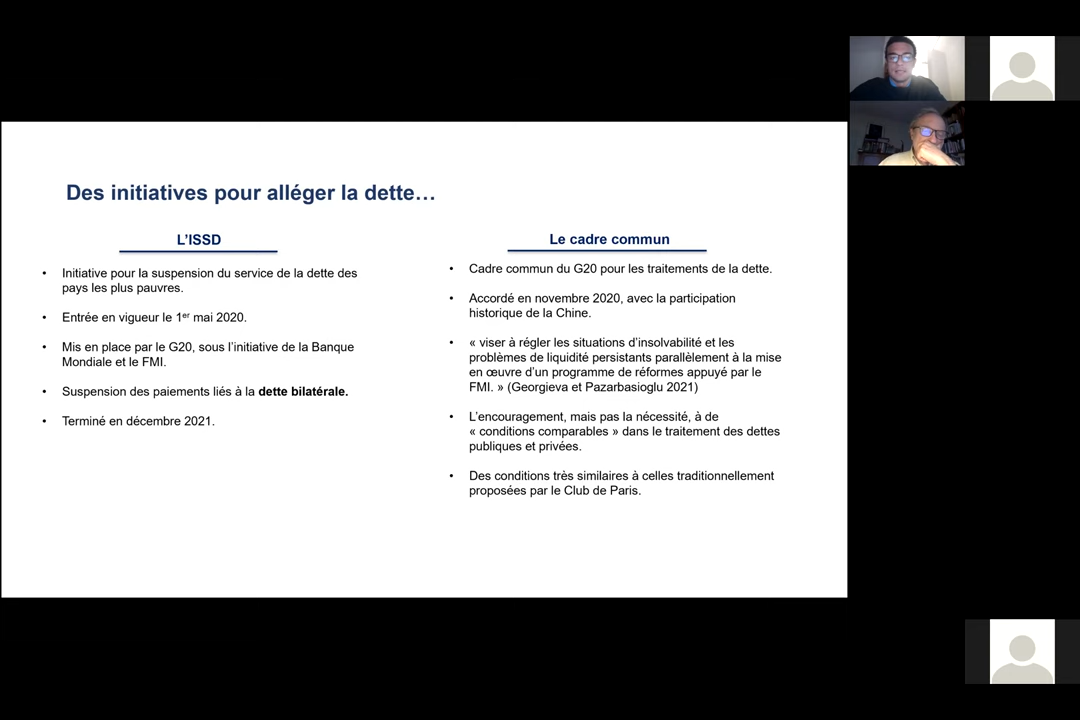 Des initiatives pour alléger la dette…
L’ISSD
• Initiative pour la suspension du service de la dette des
pays les plus pauvres.
• Entrée en vigueur le 1er mai 2020.
• Mis en place par le G20, sous l’initiative de la Banque
Mondiale et le FMI.
• Suspension des paiements liés à la dette bilatérale.
• Terminé en décembre 2021.
Le cadre commun
• Cadre commun du G20 pour les traitements de la dette.
• Accordé en novembre 2020, avec la participation
historique de la Chine.
• « viser à régler les situations d’insolvabilité et les
problèmes de liquidité persistants parallèlement à la mise
en œuvre d’un programme de réformes appuyé par le
FMI. » (Georgieva et Pazarbasioglu 2021)
• L’encouragement, mais pas la nécessité, à de
« conditions comparables » dans le traitement des dettes
publiques et privées.
• Des conditions très similaires à celles traditionnellement
proposées par le Club de Paris.